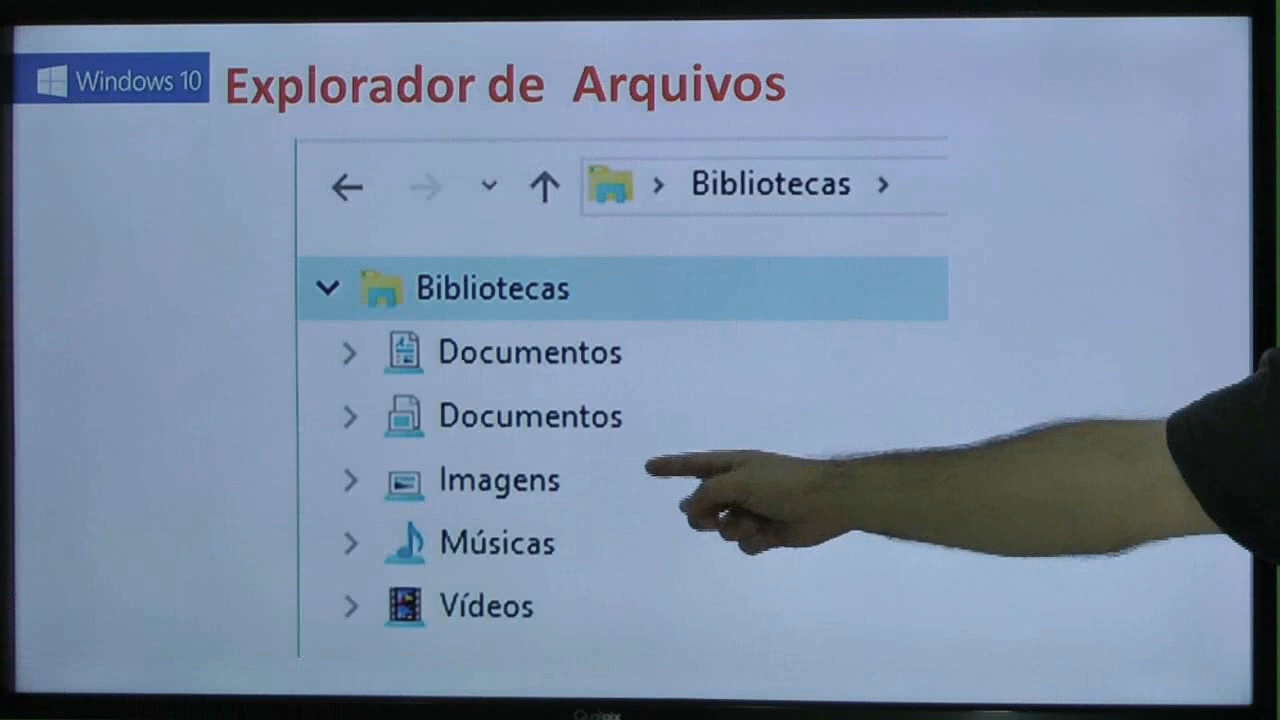 Windows 10 Explorador de Arquivos
Bibliotecas
Bibliotecas
Documentos
Documentos
Imagens
Músicas
Vídeos